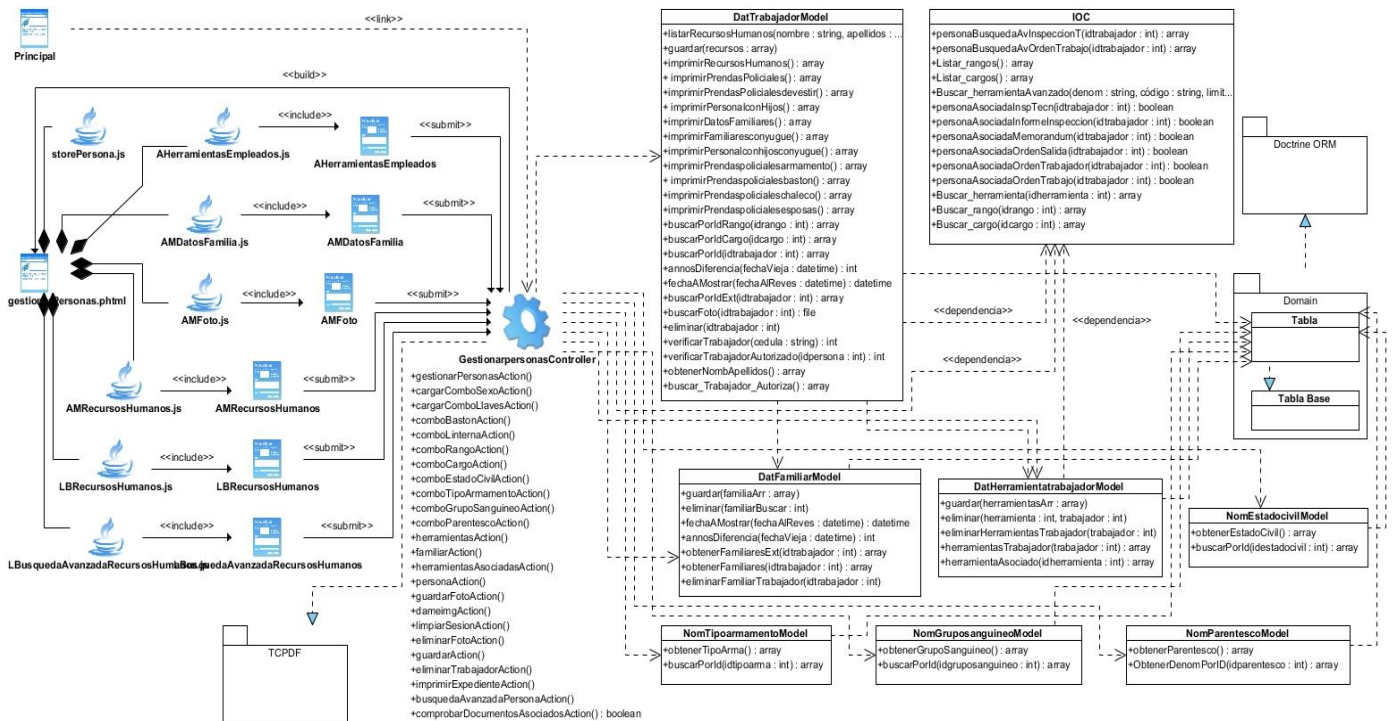 Principal
<<link>>
<<build>>
storePersona.js
AHerramientasEmpleados.js
<<include>>
AHerramientasEmpleados
<<submit>>
AMDatosFamilia.js
<<include>>
AMDatosFamilia
<<submit>>
AMFoto.js
<<include>>
AMFoto
<<submit>>
AMRecursosHumanos.js
<<include>>
AMRecursosHumanos
<<submit>>
LBRecursosHumanos.js
<<include>>
LBRecursosHumanos
<<submit>>
<<include>>
<<submit>>
TCPDF
GestionarpersonasController
+gestionarPersonasAction()
+cargarComboSexoAction()
+cargarComboLlavesAction()
+comboBastonAction()
+comboLinternaAction()
+comboRangoAction()
+comboCargoAction()
+comboEstadoCivilAction()
+comboTipoArmamentoAction()
+comboGrupoSanguineoAction()
+comboParentescoAction()
+herramientasAction()
+familiarAction()
+herramientasAsociadasAction()
+personaAction()
+guardarFotoAction()
+dameimgAction()
+limpiarSesionAction()
+eliminarFotoAction()
+guardarAction()
+eliminarTrabajadorAction()
+imprimirExpedienteAction()
+busquedaAvanzadaPersonaAction()
+comprobarDocumentosAsociadosAction() : boolean
DatTrabajadorModel
+listarRecursosHumanos(nombre : string, apellidos : ...
+guardar(recursos : array)
+imprimirRecursosHumanos() : array
+ imprimirPrendasPoliciales() : array
+imprimirPrendasPolicialesdevestir() : array
+ imprimirPersonalconHijos() : array
+imprimirDatosFamiliares() : array
+imprimirFamiliaresconyugue() : array
+imprimirPersonalconhijosconyugue() : array
+imprimirPrendaspolicialesarmamento() : array
+ imprimirPrendaspolicialesbaston() : array
+imprimirPrendaspolicialeschaleco() : array
+imprimirPrendaspolicialesesposas() : array
+buscarPorIdRango(idrango : int) : array
+buscarPorIdCargo(idcargo : int) : array
+buscarPorId(idtrabajador : int) : array
+annosDiferencia(fechaVieja : datetime) : int
+fechaAMostrar(fechaAlReves : datetime) : datetime
+buscarPorIdExt(idtrabajador : int) : array
+buscarFoto(idtrabajador : int) : file
+eliminar(idtrabajador : int)
+verificarTrabajador(cedula : string) : int
+verificarTrabajadorAutorizado(idpersona : int) : int
+obtenerNombApellidos() : array
+buscar_Trabajador_Autoriza() : array
IOC
+personaBusquedaAvInspeccionT(idtrabajador : int) : array
+personaBusquedaAvOrdenTrabajo(idtrabajador : int) : array
+Listar_rangos() : array
+Listar_cargos() : array
+Buscar_herramientaAvanzado(denom : string, código : string, limit...
+personaAsociadaInspTecn(idtrabajador : int) : boolean
+personaAsociadaInformeInspeccion(idtrabajador : int) : boolean
+personaAsociadaMemorandum(idtrabajador : int) : boolean
+personaAsociadaOrdenSalida(idtrabajador : int) : boolean
+personaAsociadaOrdenTrabajador(idtrabajador : int) : boolean
+personaAsociadaOrdenTrabajo(idtrabajador : int) : boolean
+Buscar_herramienta(idherramienta : int) : array
+Buscar_rango(idrango : int) : array
+Buscar_cargo(idcargo : int) : array
<<dependencia>>
<<dependencia>>
<<dependencia>>
Doctrine ORM
Domain
Tabla
Tabla Base
DatFamiliarModel
+guardar(familiaArr : array)
+eliminar(familiarBuscar : int)
+fechaAMostrar(fechaAlReves : datetime) : datetime
+annosDiferencia(fechaVieja : datetime) : int
+obtenerFamiliaresExt(idtrabajador : int) : array
+obtenerFamiliares(idtrabajador : int) : array
+eliminarFamiliarTrabajador(idtrabajador : int)
DatHerramientatrabajadorModel
+guardar(herramientasArr : array)
+eliminar(herramienta : int, trabajador : int)
+eliminarHerramientasTrabajador(trabajador : int)
+herramientasTrabajador(trabajador : int) : array
+herramientaAsociado(idherramienta : int) : array
NomEstadocivilModel
+obtenerEstadoCivil() : array
+buscarPorId(idestadocivil : int) : array
NomTipoarmamentoModel
+obtenerTipoArma() : array
+buscarPorId(idtipoarma : int) : array
NomGruposanguineoModel
+obtenerGrupoSanguineo() : array
+buscarPorId(idgruposanguineo : int) : array
NomParentescoModel
+obtenerParentesco() : array
+ObtenerDenomPorID(idparentesco : int) : array